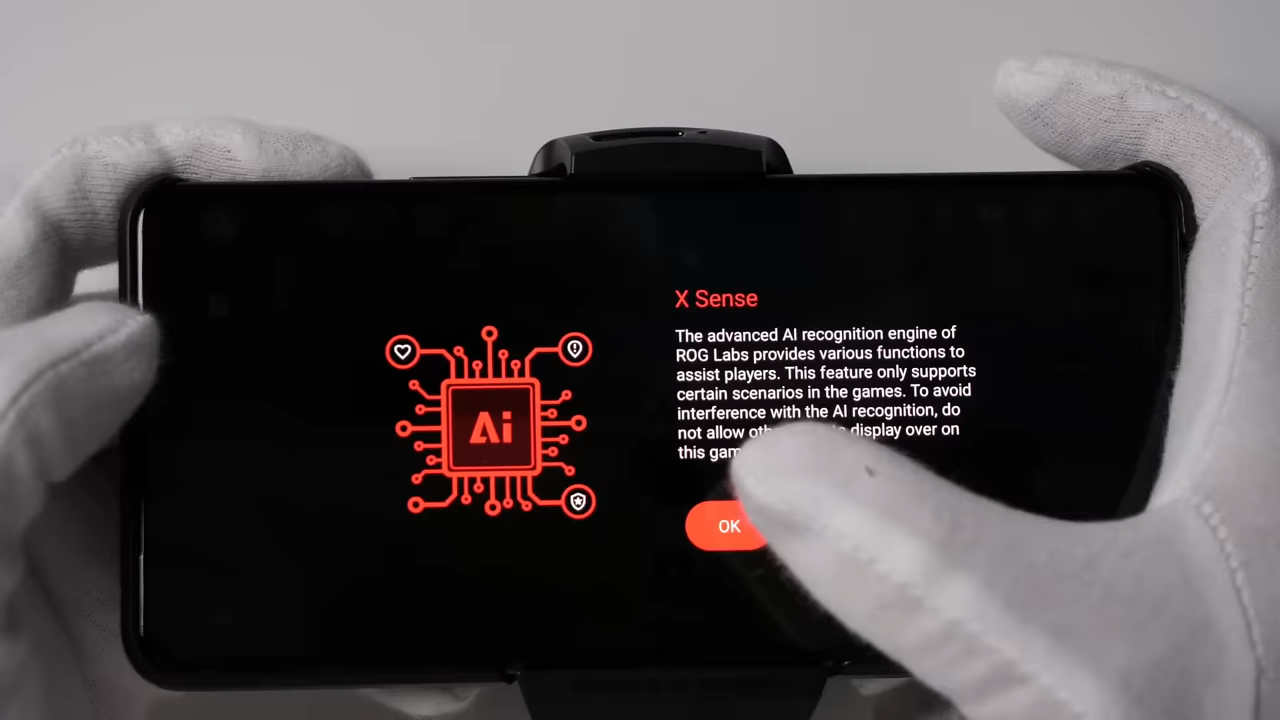 Ai
X Sense
The advanced AI recognition engine of
ROG Labs provides various functions to
assist players. This feature only supports
certain scenarios in the games. To avoid
interference with the AI recognition, do
not allow display over on
this
OK